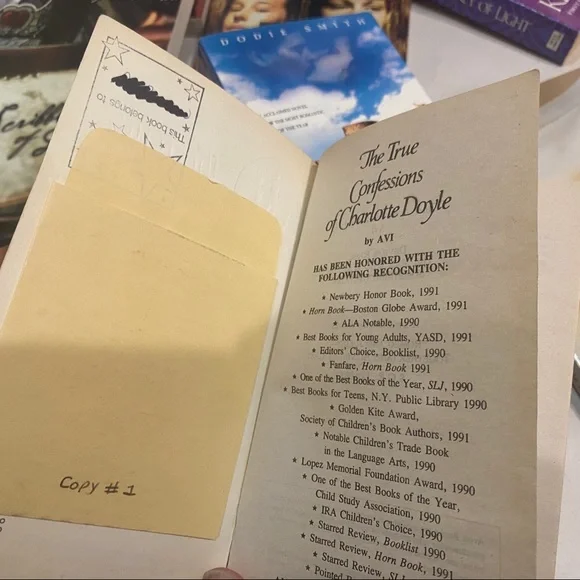 DODIE SMITH
Y OF LIGHT
This book belongs to
COPY #1
The True
Confessions
of Charlotte Doyle
by AVI
HAS BEEN HONORED WITH THE
FOLLOWING RECOGNITION:
★ Newbery Honor Book, 1991
★ Horn Book—Boston Globe Award, 1991
★ ALA Notable, 1990
★ Best Books for Young Adults, YASD, 1991
★ Editors' Choice, Booklist, 1990
★ Fanfare, Horn Book 1991
★ One of the Best Books of the Year, SLJ, 1990
★ Best Books for Teens, N.Y. Public Library 1990
★ Golden Kite Award,
Society of Children's Book Authors, 1991
★ Notable Children's Trade Book
in the Language Arts, 1990
★ Lopez Memorial Foundation Award, 1990
★ One of the Best Books of the Year,
Child Study Association, 1990
★ IRA Children's Choice, 1990
★ Starred Review, Booklist 1990
★ Starred Review, Horn Book, 1991
★ Starred Review, SLJ
★ Pointed